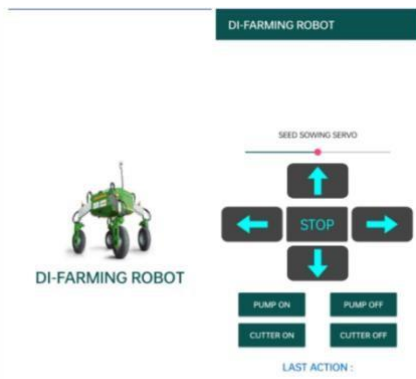 DI-FARMING ROBOT
DI-FARMING ROBOT
SEED SOWING SERVO
STOP
PUMP ON
PUMP OFF
CUTTER ON
CUTTER OFF
LAST ACTION :